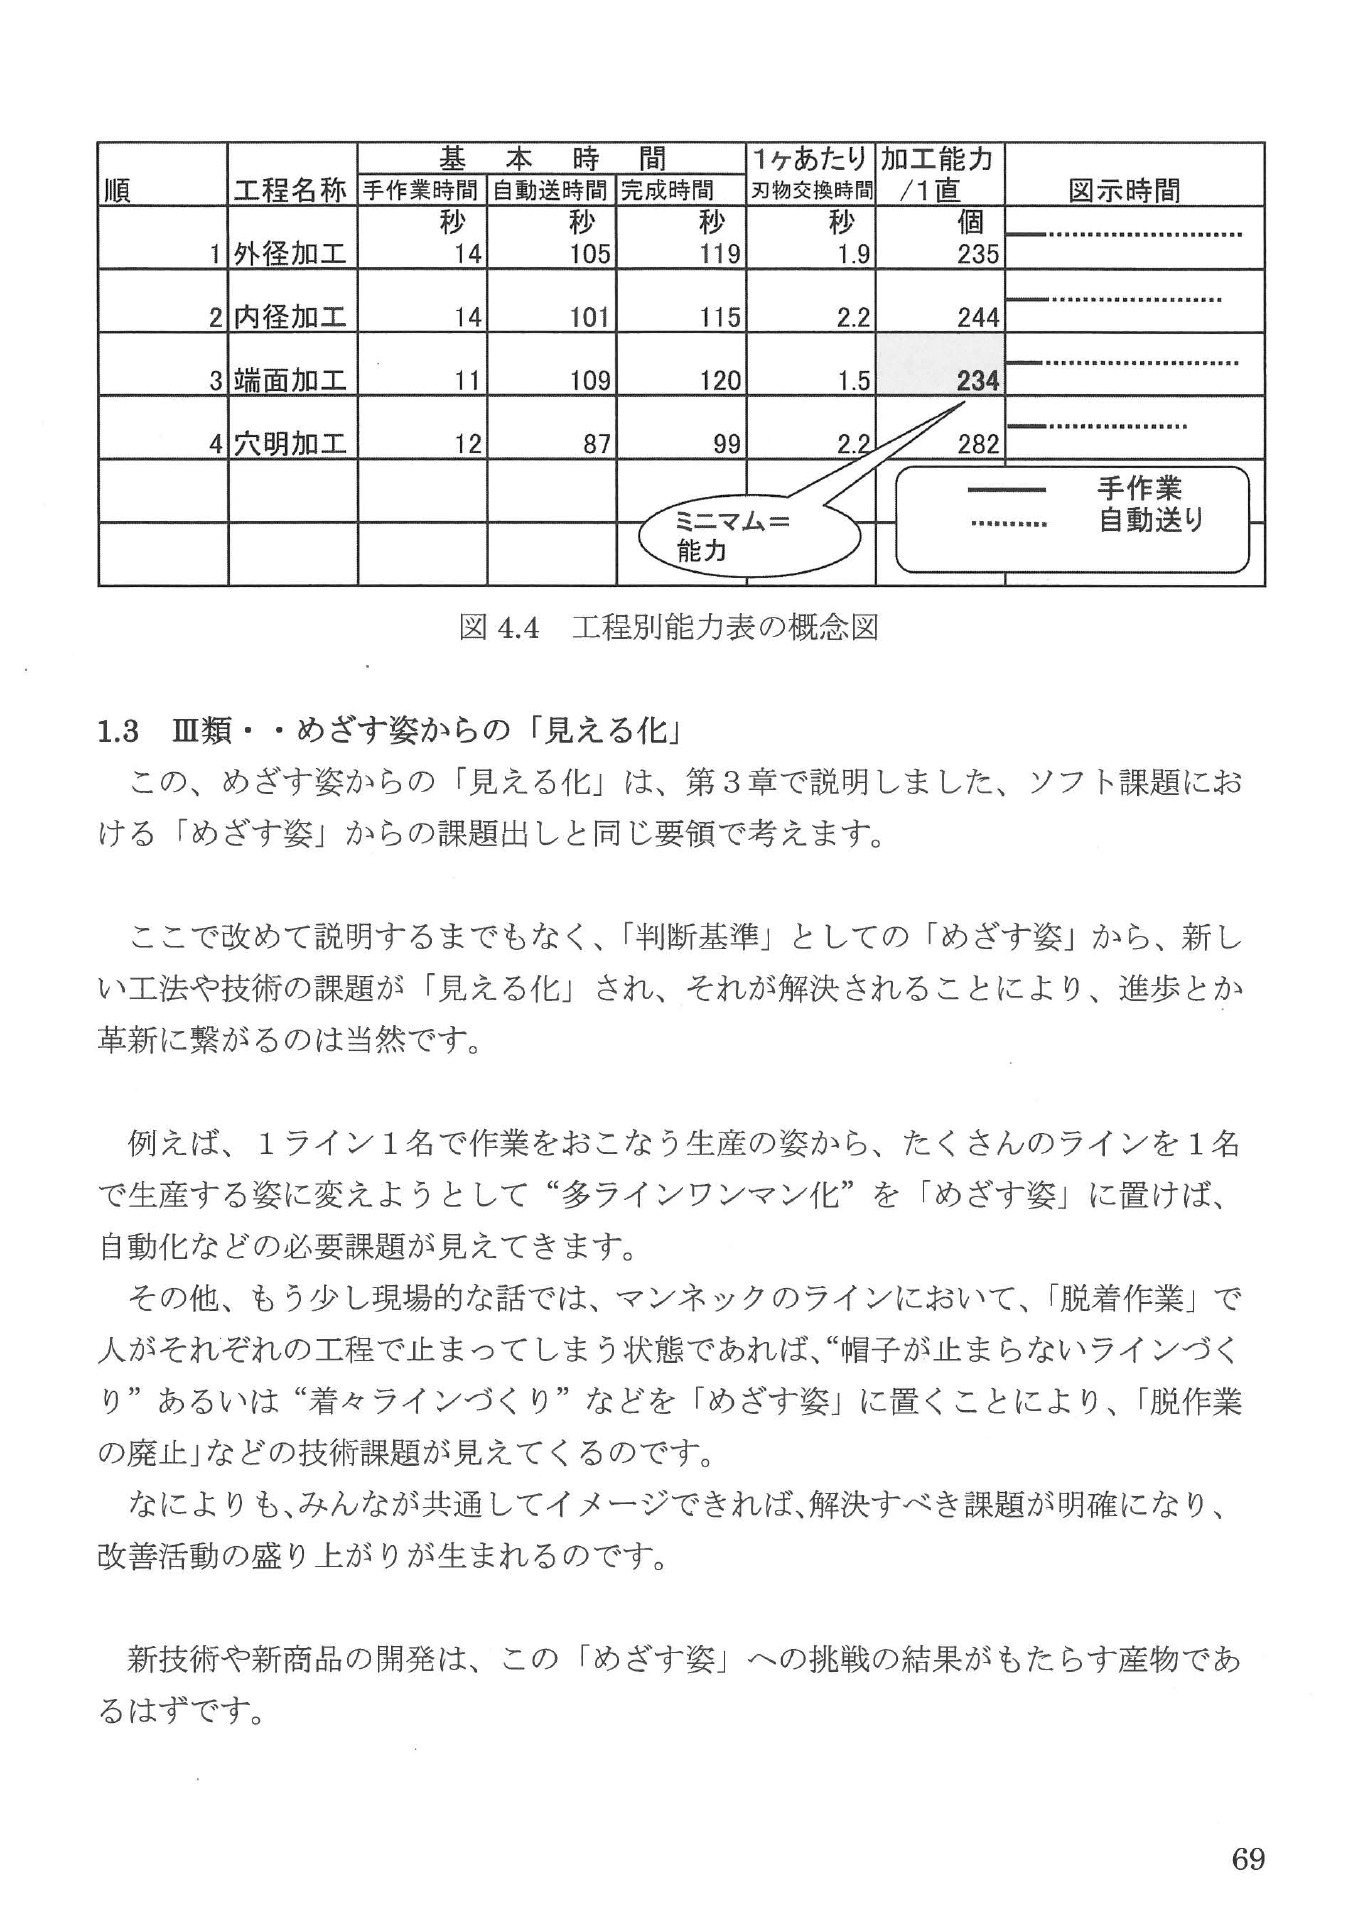 順 工程名称 基 本 時 間 1ケあたり 加工能力 図示時間
手作業時間 自動送時間 完成時間 刃物交換時間 /1直
秒 秒 秒 秒 個
1 外径加工 14 105 119 1.9 235
2 内径加工 14 101 115 2.2 244
3 端面加工 11 109 120 1.5 234
4 穴明加工 12 87 99 2.2 282
手作業
自動送り
ミニマム=
能力
図 4.4 工程別能力表の概念図
1.3 Ⅲ類・・めざす姿からの「見える化」
この、めざす姿からの「見える化」は、第３章で説明しました、ソフト課題にお
ける「めざす姿」からの課題出しと同じ要領で考えます。
ここで改めて説明するまでもなく、「判断基準」としての「めざす姿」から、新し
い工法や技術の課題が「見える化」され、それが解決されることにより、進歩とか
革新に繋がるのは当然です。
例えば、１ライン１名で作業をおこなう生産の姿から、たくさんのラインを１名
で生産する姿に変えようとして“多ラインワンマン化”を「めざす姿」に置けば、
自動化などの必要課題が見えてきます。
その他、もう少し現場的な話では、マンネックのラインにおいて、「脱着作業」で
人がそれぞれの工程で止まってしまう状態であれば、“帽子が止まらないラインづく
り”あるいは“着々ラインづくり”などを「めざす姿」に置くことにより、「脱作業
の廃止」などの技術課題が見えてくるのです。
なによりも、みんなが共通してイメージできれば、解決すべき課題が明確になり、
改善活動の盛り上がりが生まれるのです。
新技術や新商品の開発は、この「めざす姿」への挑戦の結果がもたらす産物であ
るはずです。
69